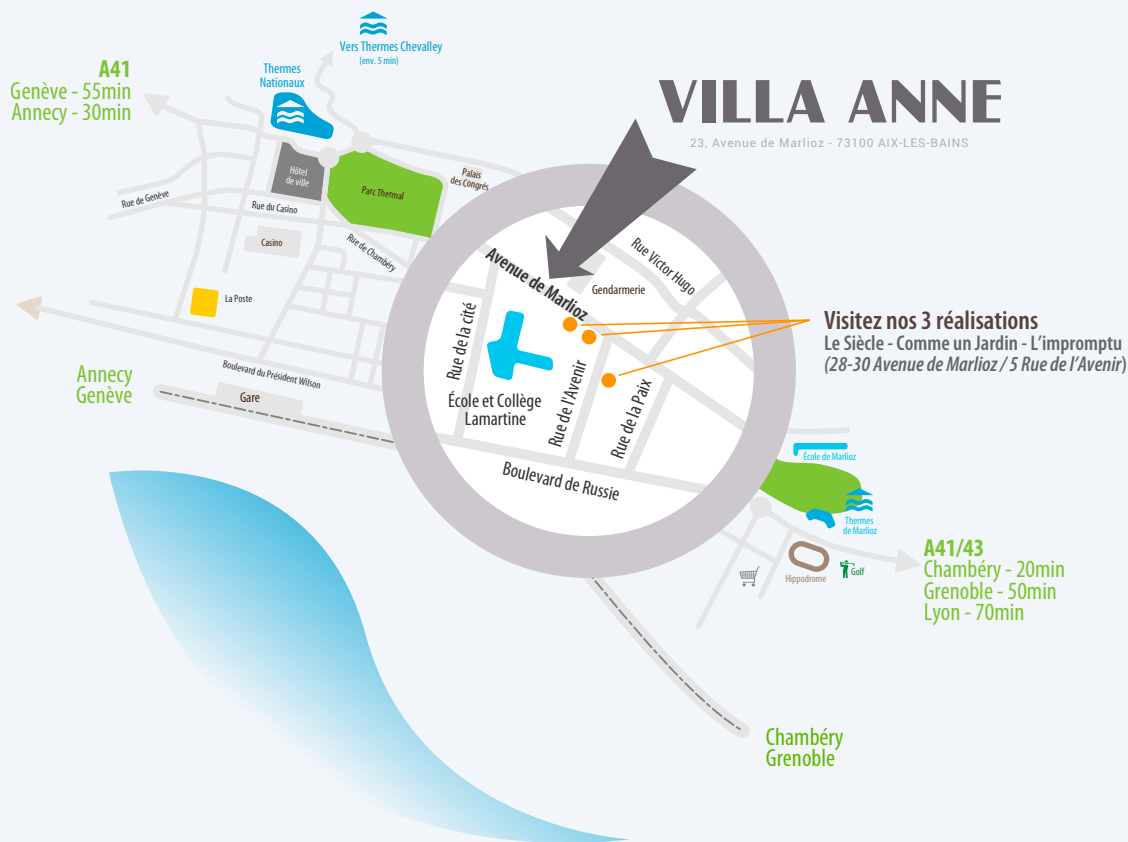 Vers Thermes Chevalley
(env. 5 min)
A41
Genève - 55min
Annecy - 30min
Thermes
Nationaux
VILLA ANNE
23, Avenue de Marlioz - 73100 AIX-LES-BAINS
Hôtel
de ville
Parc Thermal
Palais
des Congrés
Rue de Genève
Rue du Casino
Casino
Rue de Chambéry
La Poste
Avenue de Marlioz
Rue Victor Hugo
Gendarmerie
Rue de la cité
Visitez nos 3 réalisations
Le Siècle - Comme un Jardin - L'impromptu
(28-30 Avenue de Marlioz / 5 Rue de l'Avenir)
Annecy
Genève
Boulevard du Président Wilson
Gare
École et Collège
Lamartine
Rue de l'Avenir
Rue de la Paix
Boulevard de Russie
École de Marlioz
Thermes
de Marlioz
Hippodrome
Golf
A41/43
Chambéry - 20min
Grenoble - 50min
Lyon - 70min
Chambéry
Grenoble